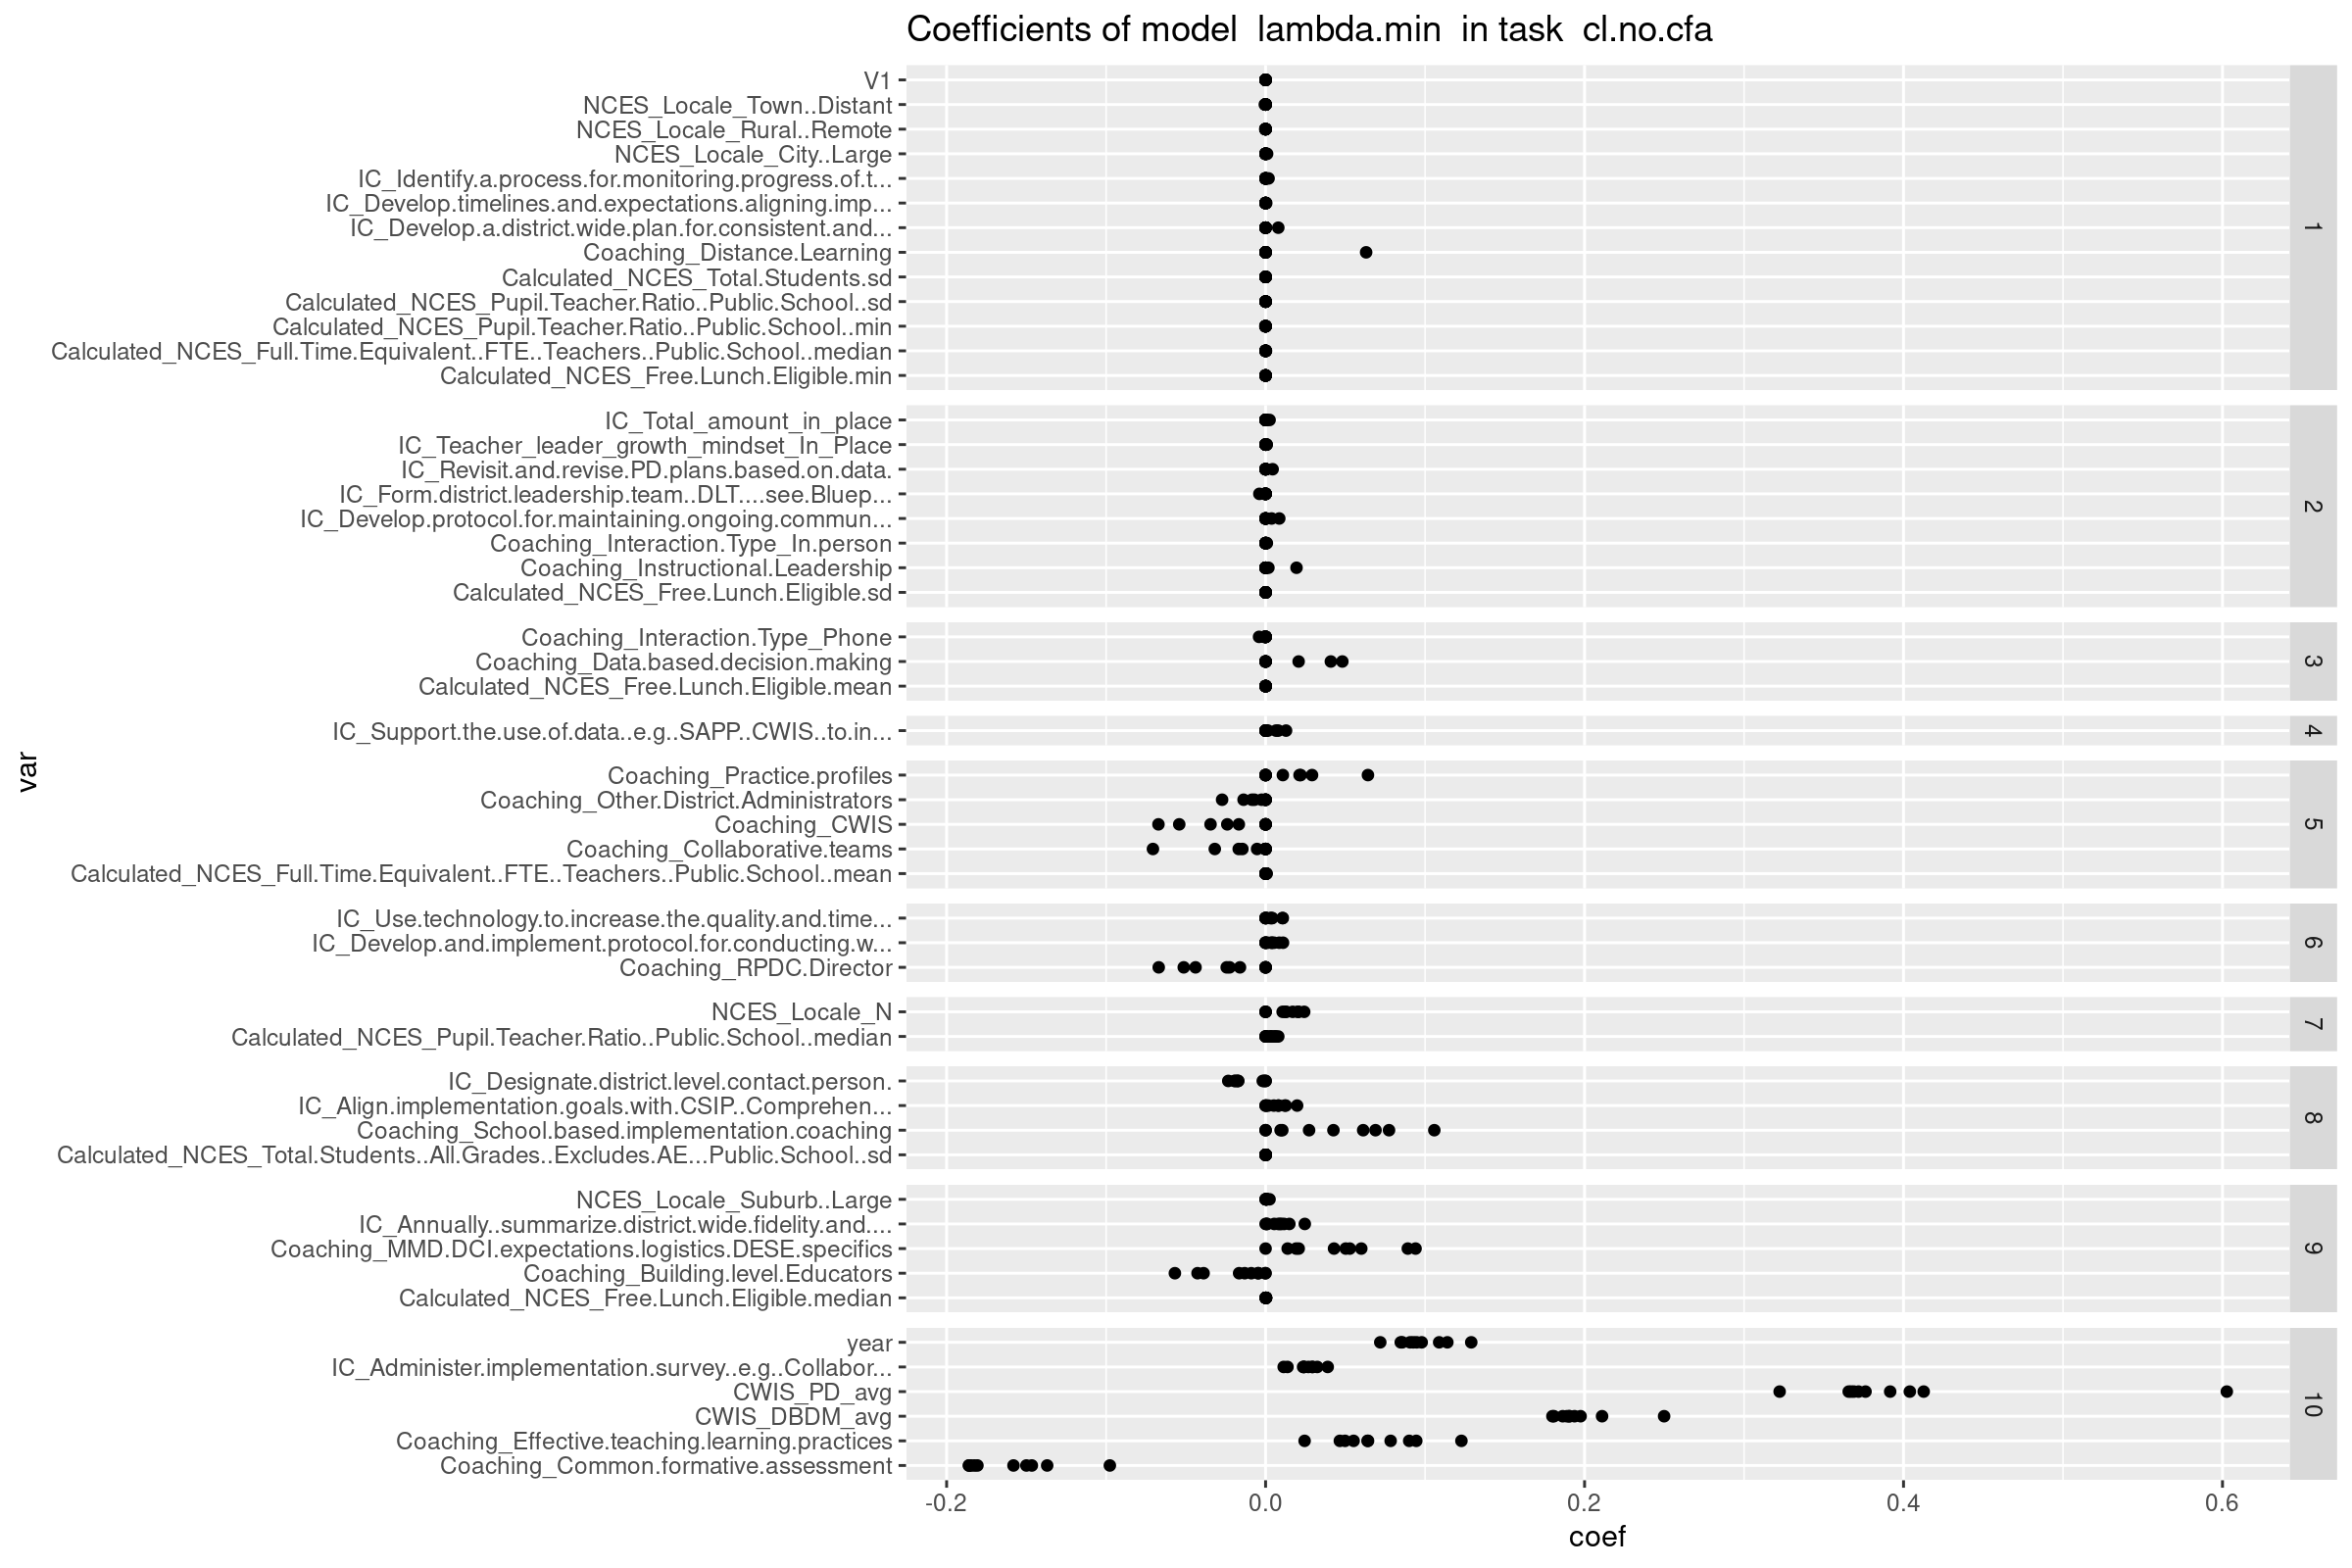 Coefficients of model  lambda.min  in task  cl.no.cfa
V1
NCES_Locale_Town..Distant
NCES_Locale_Rural..Remote
NCES_Locale_City..Large
IC_Identify.a.process.for.monitoring.progress.of.t...
IC_Develop.timelines.and.expectations.aligning.imp...
IC_Develop.a.district.wide.plan.for.consistent.and...
Coaching_Distance.Learning
Calculated_NCES_Total.Students.sd
Calculated_NCES_Pupil.Teacher.Ratio..Public.School..sd
Calculated_NCES_Pupil.Teacher.Ratio..Public.School..min
Calculated_NCES_Full.Time.Equivalent..FTE..Teachers..Public.School..median
Calculated_NCES_Free.Lunch.Eligible.min
1
IC_Total_amount_in_place
IC_Teacher_leader_growth_mindset_In_Place
IC_Revisit.and.revise.PD.plans.based.on.data.
IC_Form.district.leadership.team..DLT....see.Bluep...
IC_Develop.protocol.for.maintaining.ongoing.commun...
Coaching_Interaction.Type_In.person
Coaching_Instructional.Leadership
Calculated_NCES_Free.Lunch.Eligible.sd
2
Coaching_Interaction.Type_Phone
Coaching_Data.based.decision.making
Calculated_NCES_Free.Lunch.Eligible.mean
3
IC_Support.the.use.of.data..e.g..SAPP..CWIS..to.in...
4
Coaching_Practice.profiles
Coaching_Other.District.Administrators
Coaching_CWIS
Coaching_Collaborative.teams
Calculated_NCES_Full.Time.Equivalent..FTE..Teachers..Public.School..mean
5
IC_Use.technology.to.increase.the.quality.and.time...
IC_Develop.and.implement.protocol.for.conducting.w...
Coaching_RPDC.Director
6
NCES_Locale_N
Calculated_NCES_Pupil.Teacher.Ratio..Public.School..median
7
IC_Designate.district.level.contact.person.
IC_Align.implementation.goals.with.CSIP..Comprehen...
Coaching_School.based.implementation.coaching
Calculated_NCES_Total.Students..All.Grades..Excludes.AE...Public.School..sd
8
NCES_Locale_Suburb..Large
IC_Annually..summarize.district.wide.fidelity.and....
Coaching_MMD.DCI.expectations.logistics.DESE.specifics
Coaching_Building.level.Educators
Calculated_NCES_Free.Lunch.Eligible.median
9
year
IC_Administer.implementation.survey..e.g..Collabor...
CWIS_PD_avg
CWIS_DBDM_avg
Coaching_Effective.teaching.learning.practices
Coaching_Common.formative.assessment
10
-0.2 0.0 0.2 0.4 0.6
coef
var